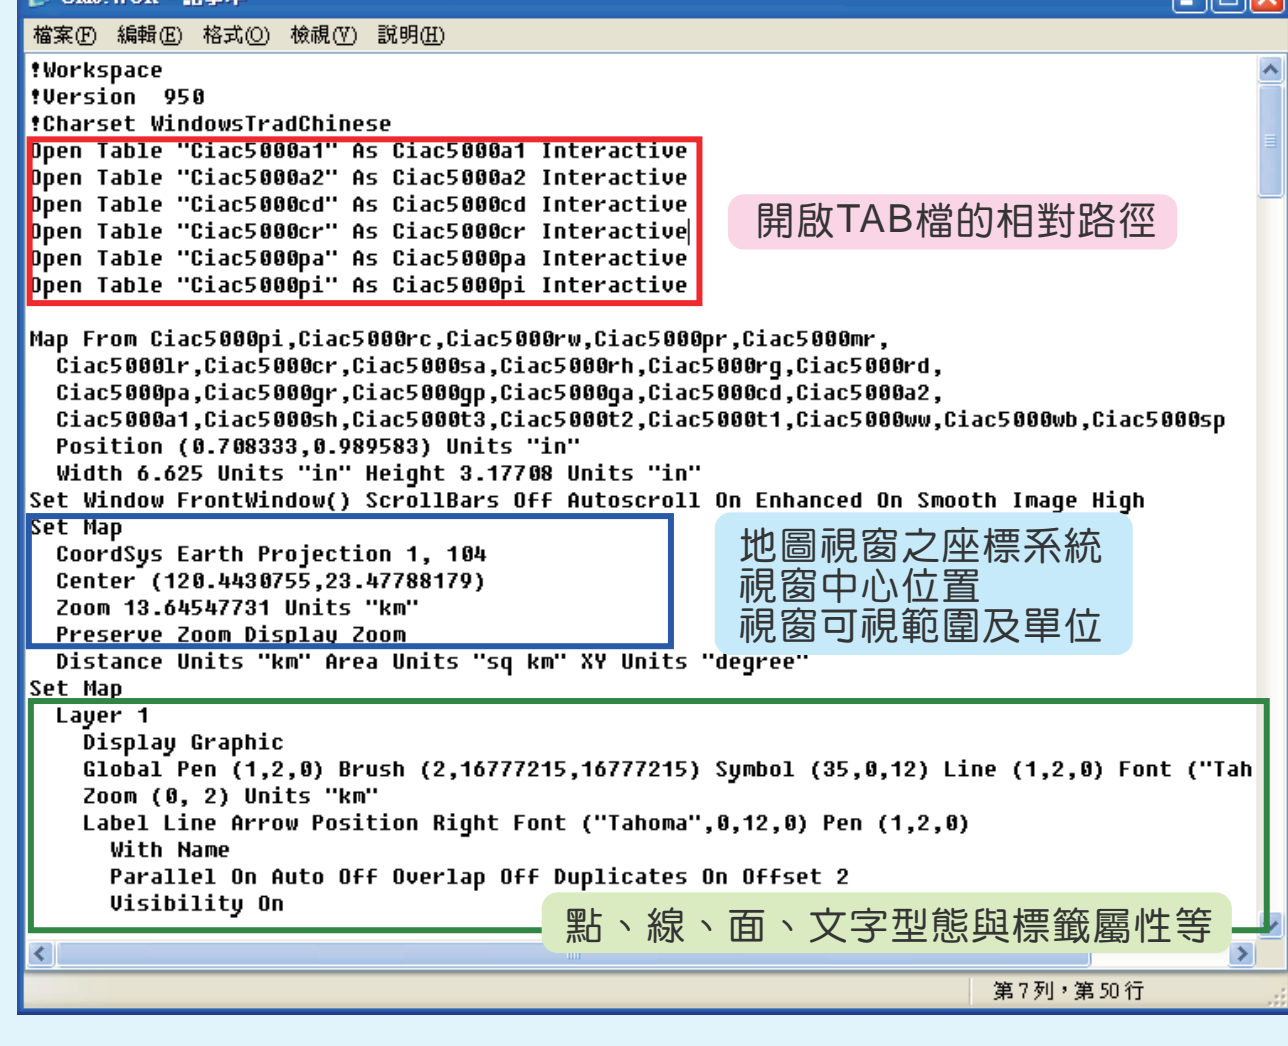 檔案(F) 編輯(E) 格式(O) 檢視(V) 說明(H)
!Workspace
!Version  950
!Charset WindowsTradChinese
Open Table "Ciac5000a1" As Ciac5000a1 Interactive
Open Table "Ciac5000a2" As Ciac5000a2 Interactive
Open Table "Ciac5000cd" As Ciac5000cd Interactive
Open Table "Ciac5000cr" As Ciac5000cr Interactive
Open Table "Ciac5000pa" As Ciac5000pa Interactive
Open Table "Ciac5000pi" As Ciac5000pi Interactive
開啟TAB檔的相對路徑
Map From Ciac5000pi,Ciac5000rc,Ciac5000rw,Ciac5000pr,Ciac5000mr,
Ciac5000lr,Ciac5000cr,Ciac5000sa,Ciac5000rh,Ciac5000rg,Ciac5000rd,
Ciac5000pa,Ciac5000gr,Ciac5000gp,Ciac5000ga,Ciac5000cd,Ciac5000a2,
Ciac5000a1,Ciac5000sh,Ciac5000t3,Ciac5000t2,Ciac5000t1,Ciac5000ww,Ciac5000wb,Ciac5000sp
Position (0.708333,0.989583) Units "in"
Width 6.625 Units "in" Height 3.17708 Units "in"
Set Window FrontWindow() ScrollBars Off Autoscroll On Enhanced On Smooth Image High
Set Map
CoordSys Earth Projection 1, 104
Center (120.4430755,23.47788179)
Zoom 13.64547731 Units "km"
Preserve Zoom Display Zoom
地圖視窗之座標系統
視窗中心位置
視窗可視範圍及單位
Distance Units "km" Area Units "sq km" XY Units "degree"
Set Map
Layer 1
Display Graphic
Global Pen (1,2,0) Brush (2,16777215,16777215) Symbol (35,0,12) Line (1,2,0) Font ("Tah
Zoom (0, 2) Units "km"
Label Line Arrow Position Right Font ("Tahoma",0,12,0) Pen (1,2,0)
With Name
Parallel On Auto Off Overlap Off Duplicates On Offset 2
Visibility On
點、線、面、文字型態與標籤屬性等
第 7 列，第 50 行